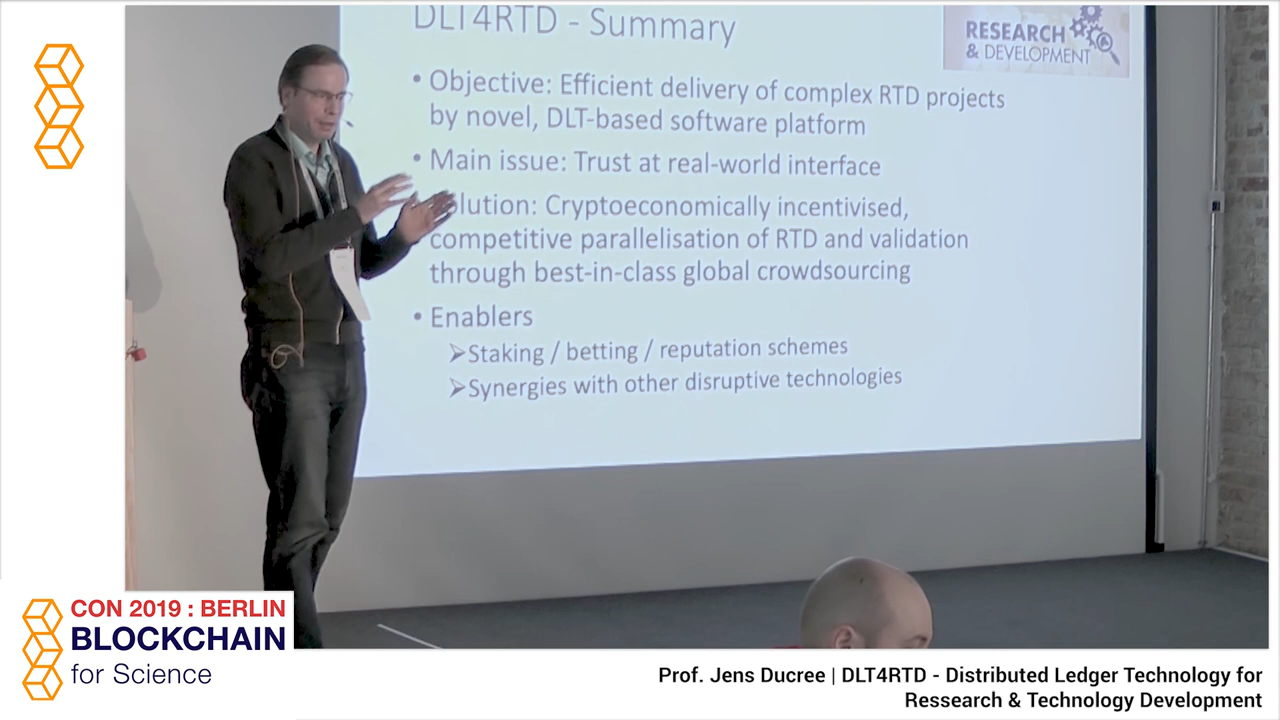 DLT4RTD - Summary
RESEARCH
& DEVELOPMENT
• Objective: Efficient delivery of complex RTD projects
by novel, DLT-based software platform
• Main issue: Trust at real-world interface
olution: Cryptoeconomically incentivised,
competitive parallelisation of RTD and validation
through best-in-class global crowdsourcing
• Enablers
➢Staking / betting / reputation schemes
➢Synergies with other disruptive technologies
CON 2019 : BERLIN
BLOCKCHAIN
for Science
Prof. Jens Ducree | DLT4RTD - Distributed Ledger Technology for
Ressearch & Technology Development